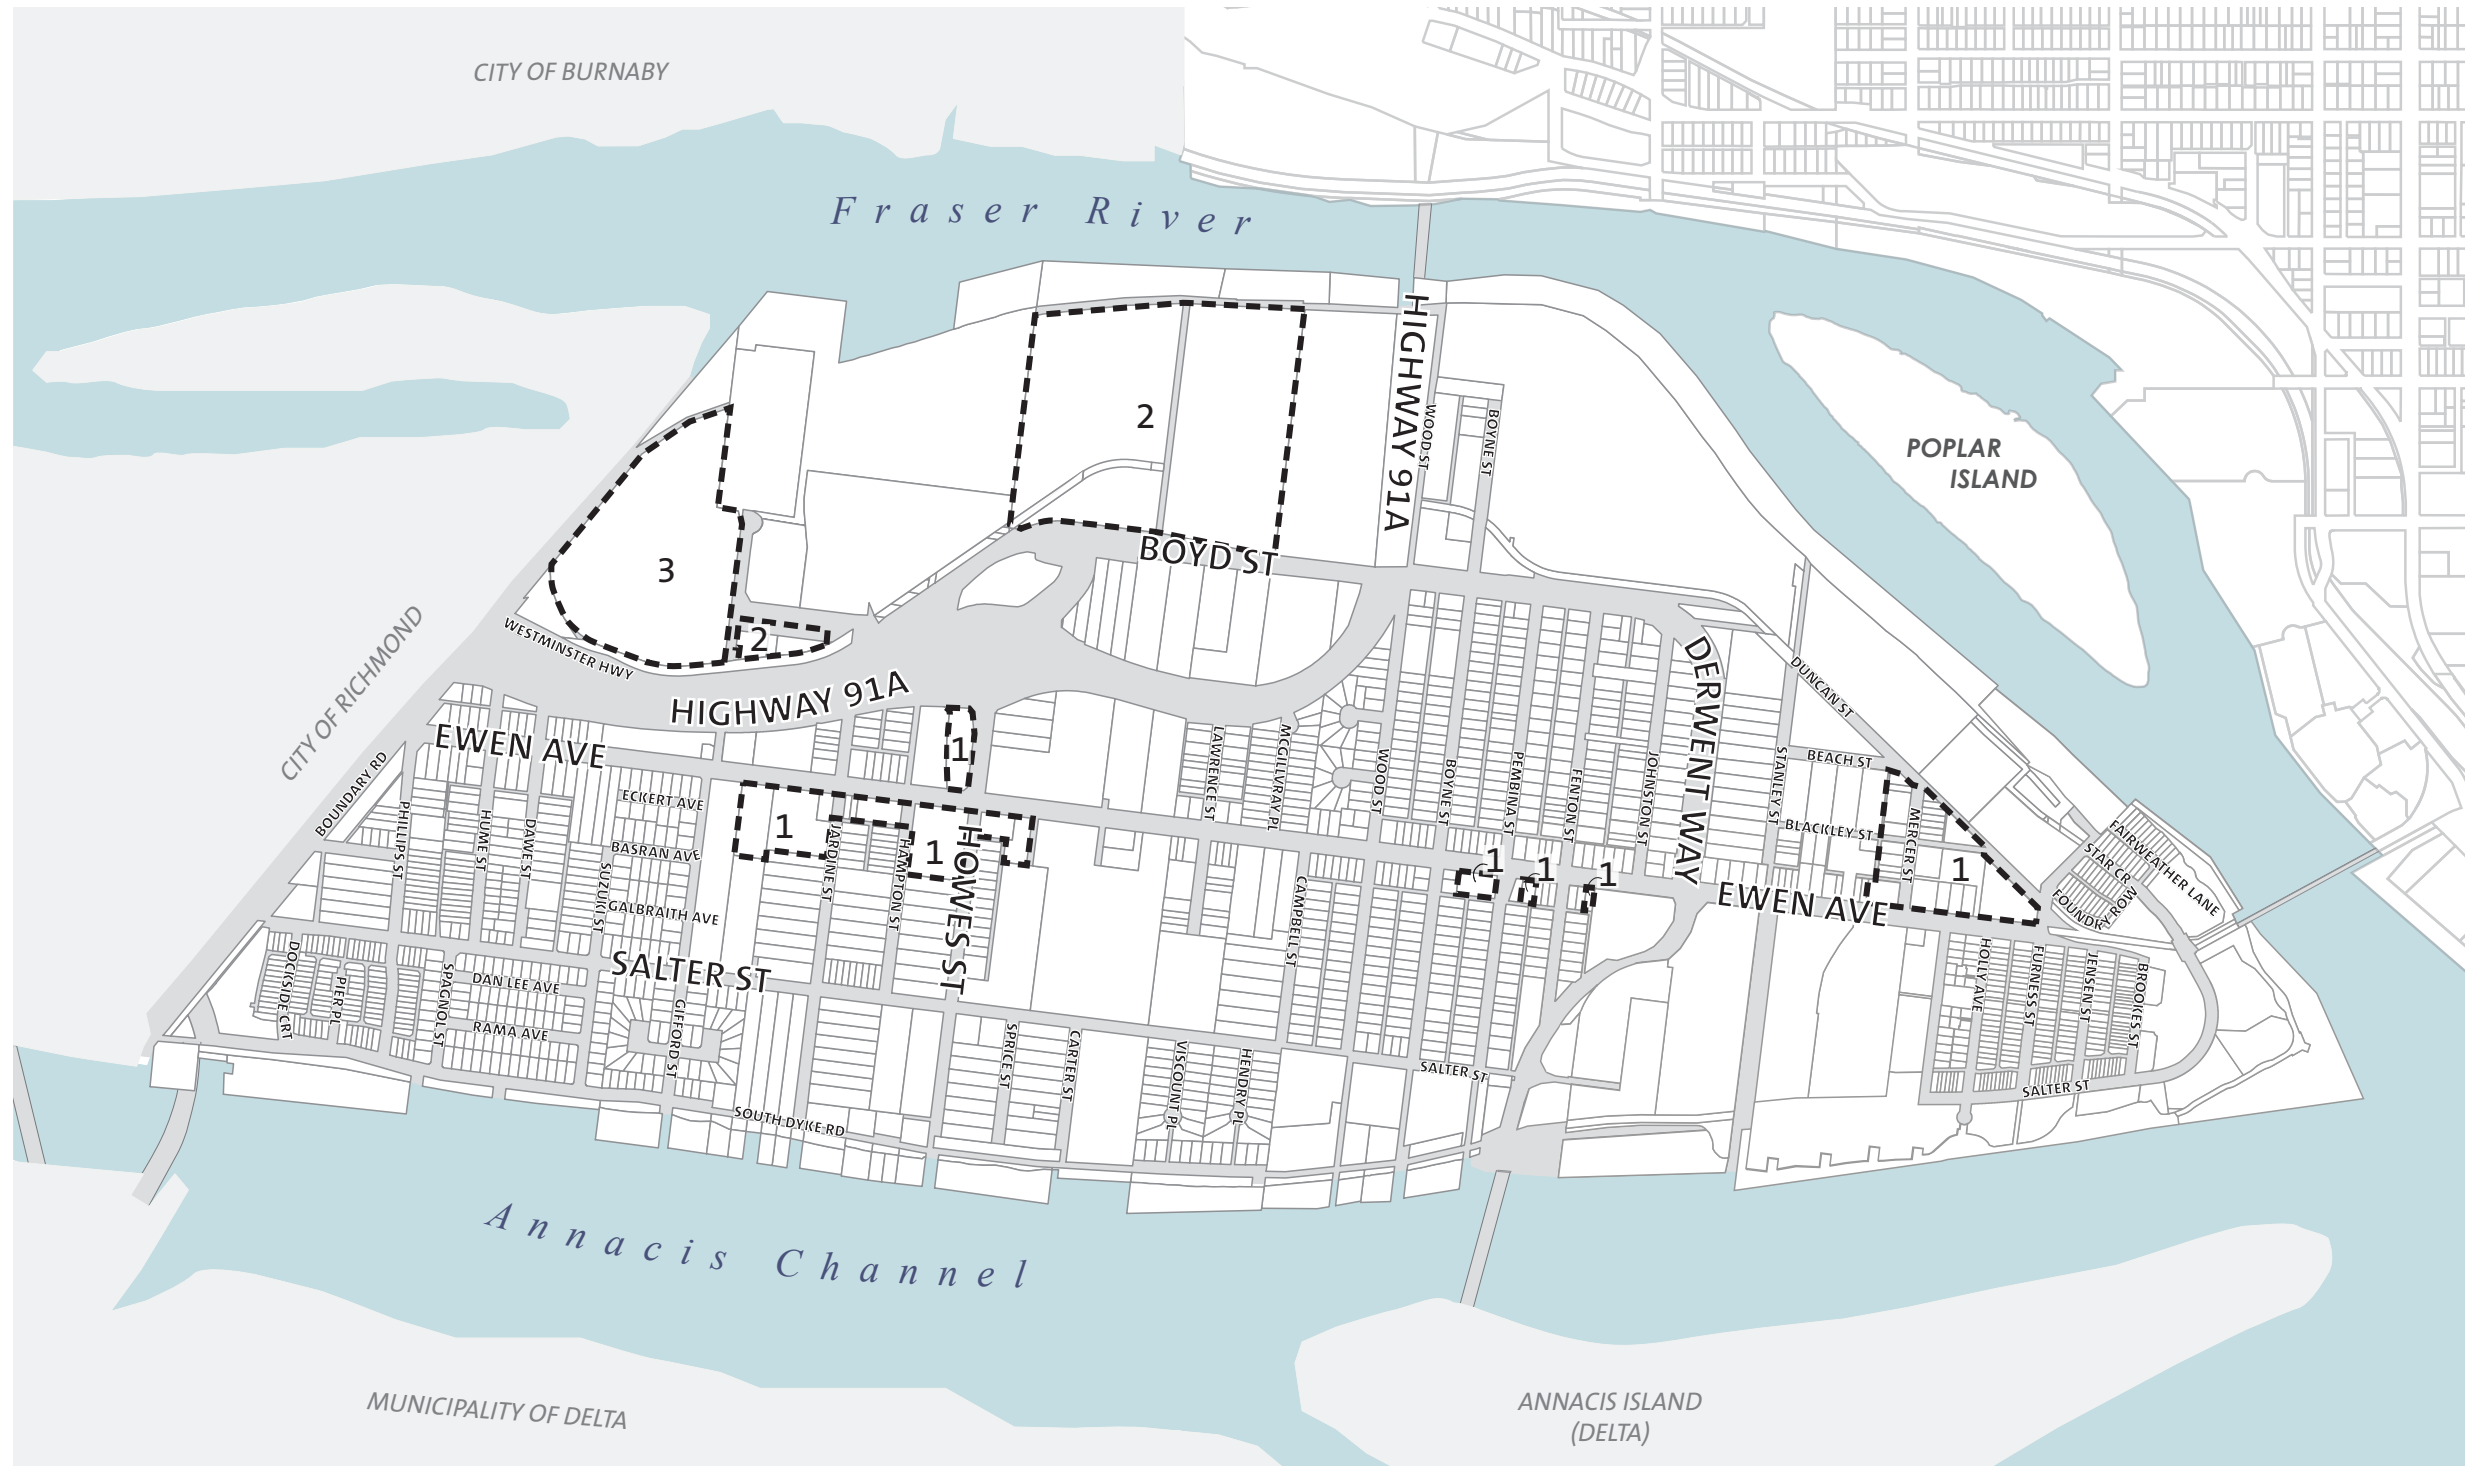 CITY OF BURNABY
Fraser River
HIGHWAY 91A
WOOD ST
BOYNE ST
2
POPLAR
ISLAND
3
BOYD ST
CITY OF RICHMOND
WESTMINSTER HWY
2
DERWENT WAY
DUNCAN ST
HIGHWAY 91A
EWEN AVE
1
LAWRENCE ST
MCGILLVRAY PL
WOOD ST
BOYNE ST
PEMBINA ST
FENTON ST
JOHNSTON ST
STANLEY ST
BEACH ST
BOUNDARY RD
PHILLIPS ST
HUME ST
DAWE ST
ECKERT AVE
BASRAN AVE
SUZUKI ST
GALBRAITH AVE
1
JARDINE ST
HAMPTON ST
1
HOWES ST
CAMPBELL ST
1
1
1
BLACKLEY ST
MERCER ST
1
EWEN AVE
FAIRWEATHER LANE
STAR CR
FOUNDRY ROW
SALTER ST
DOCKSIDE CRT
PIER PL
SPAGNOL ST
DAN LEE AVE
RAMA AVE
GIFFORD ST
SPRICE ST
CARTER ST
VISCOUNT PL
HENDRY PL
SALTER ST
HOLLY AVE
FURNESS ST
JENSEN ST
BROOKES ST
SALTER ST
SOUTH DYKE RD
Annacis Channel
MUNICIPALITY OF DELTA
ANNACIS ISLAND
(DELTA)